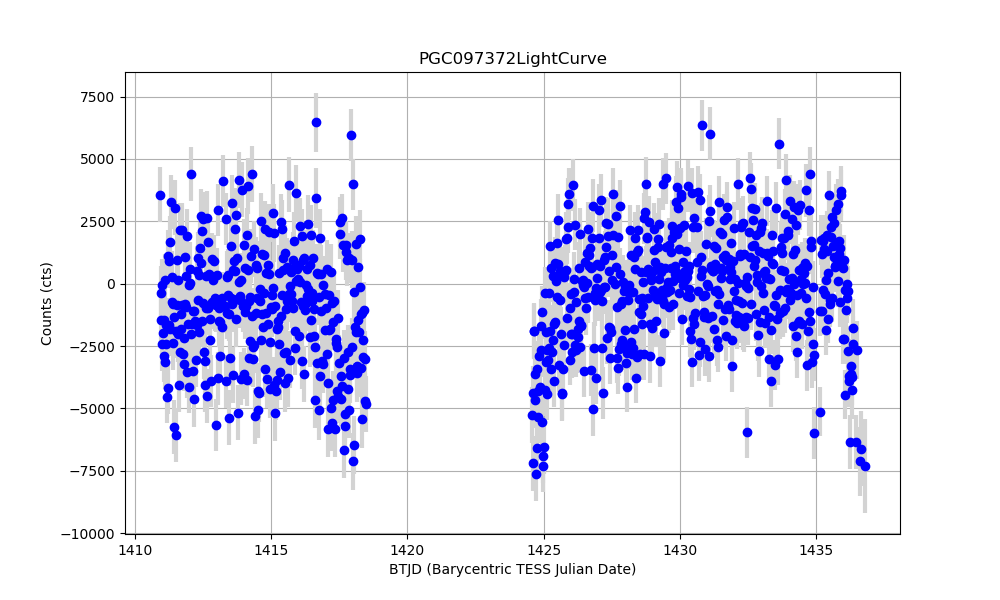 PGC097372LightCurve
7500
5000
2500
0
−2500
−5000
−7500
−10000
Counts (cts)
1410 1415 1420 1425 1430 1435
BTJD (Barycentric TESS Julian Date)